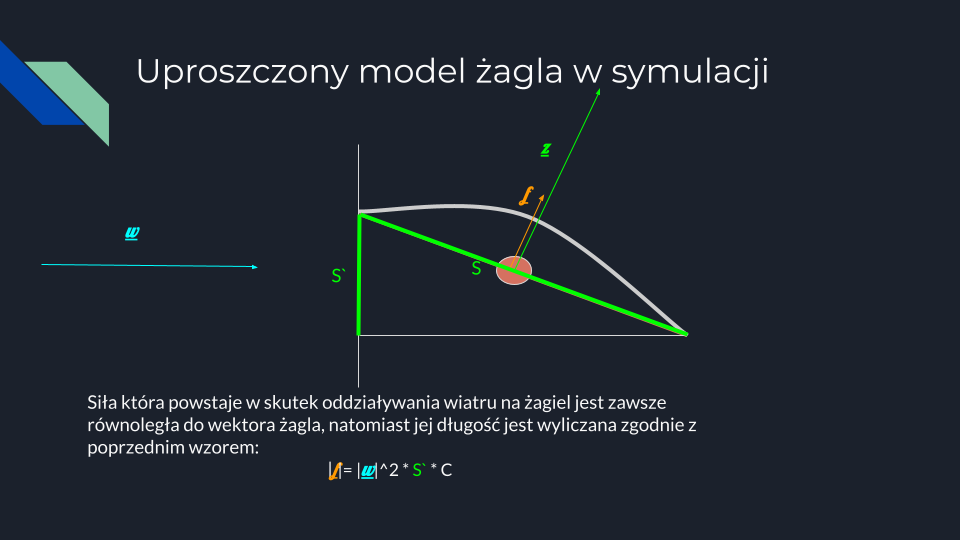 Uproszczony model żagla w symulacji
z
f
w
S`
S
Siła która powstaje w skutek oddziaływania wiatru na żagiel jest zawsze
równoległa do wektora żagla, natomiast jej długość jest wyliczana zgodnie z
poprzednim wzorem:
|f|= |w|^2 * S` * C